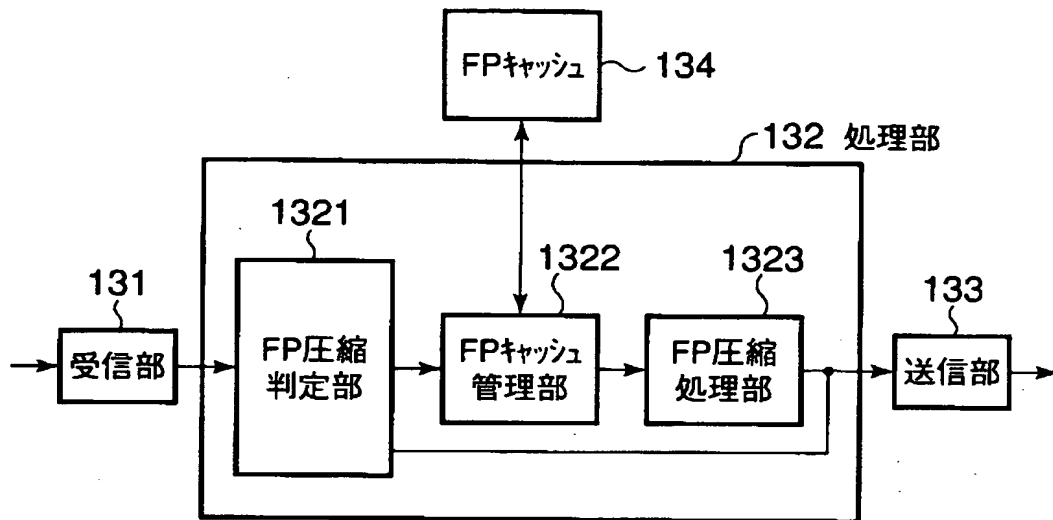 FPキャッシュ
134
132 処理部
1321
1322
1323
131
133
受信部
FP圧縮
判定部
FPキャッシュ
管理部
FP圧縮
処理部
送信部